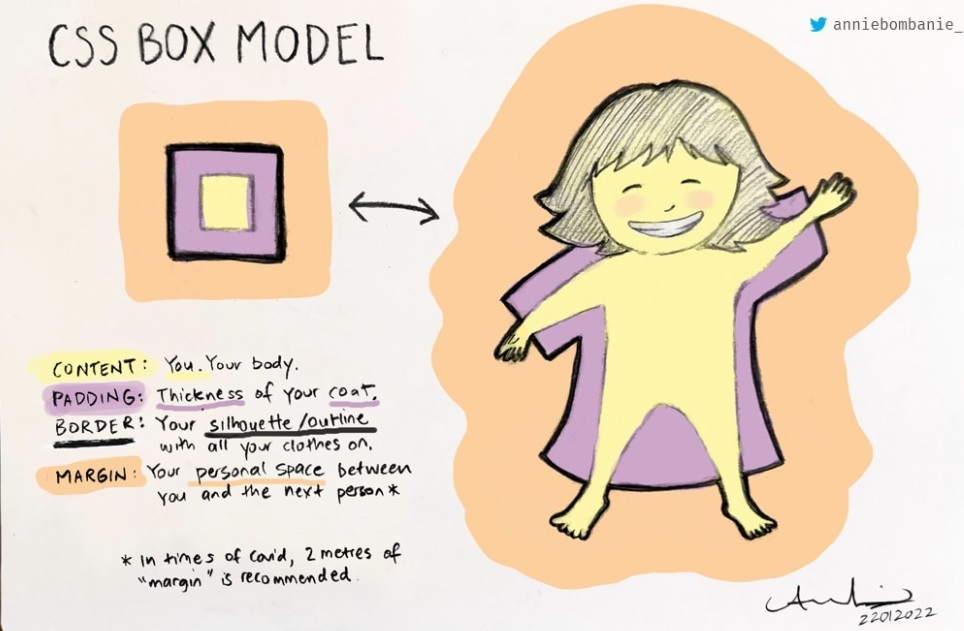 CSS BOX MODEL
anniebombanie_
CONTENT: You. Your body.
PADDING: Thickness of your coat.
BORDER: Your silhouette/outline
with all your clothes on.
MARGIN: Your personal space between
you and the next person*
* In times of covid, 2 metres of
"margin" is recommended.
22012022